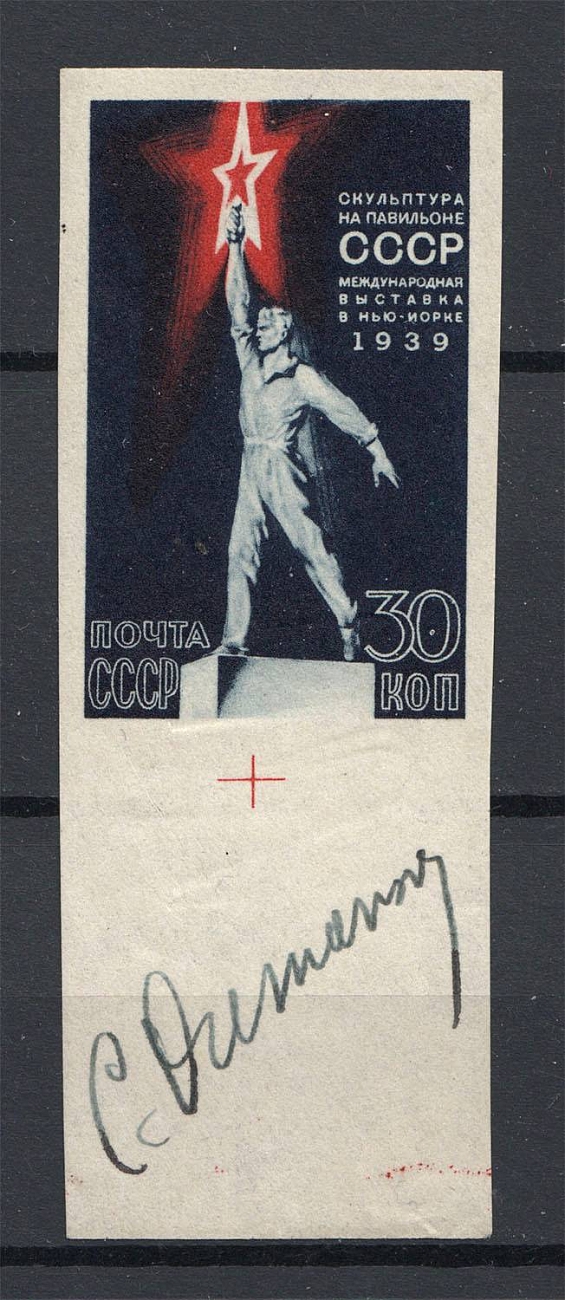 СКУЛЬПТУРА
НА ПАВИЛЬОНЕ
СССР
МЕЖДУНАРОДНАЯ
ВЫСТАВКА
В НЬЮ-ИОРКЕ
1939
ПОЧТА
СССР
30
КОП